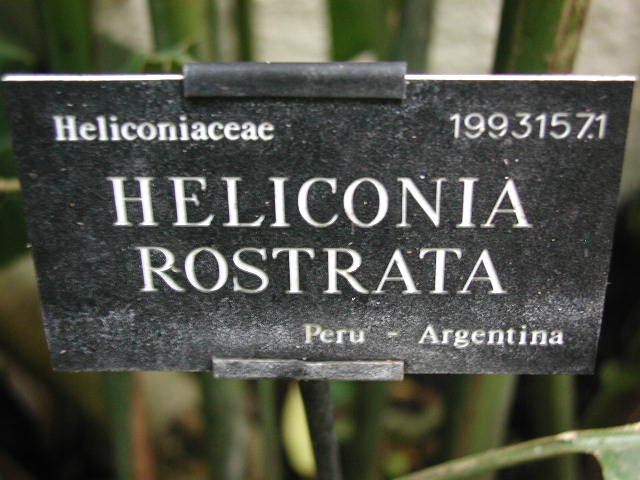 Heliconiaceae 19931571
HELICONIA
ROSTRATA
Peru - Argentina